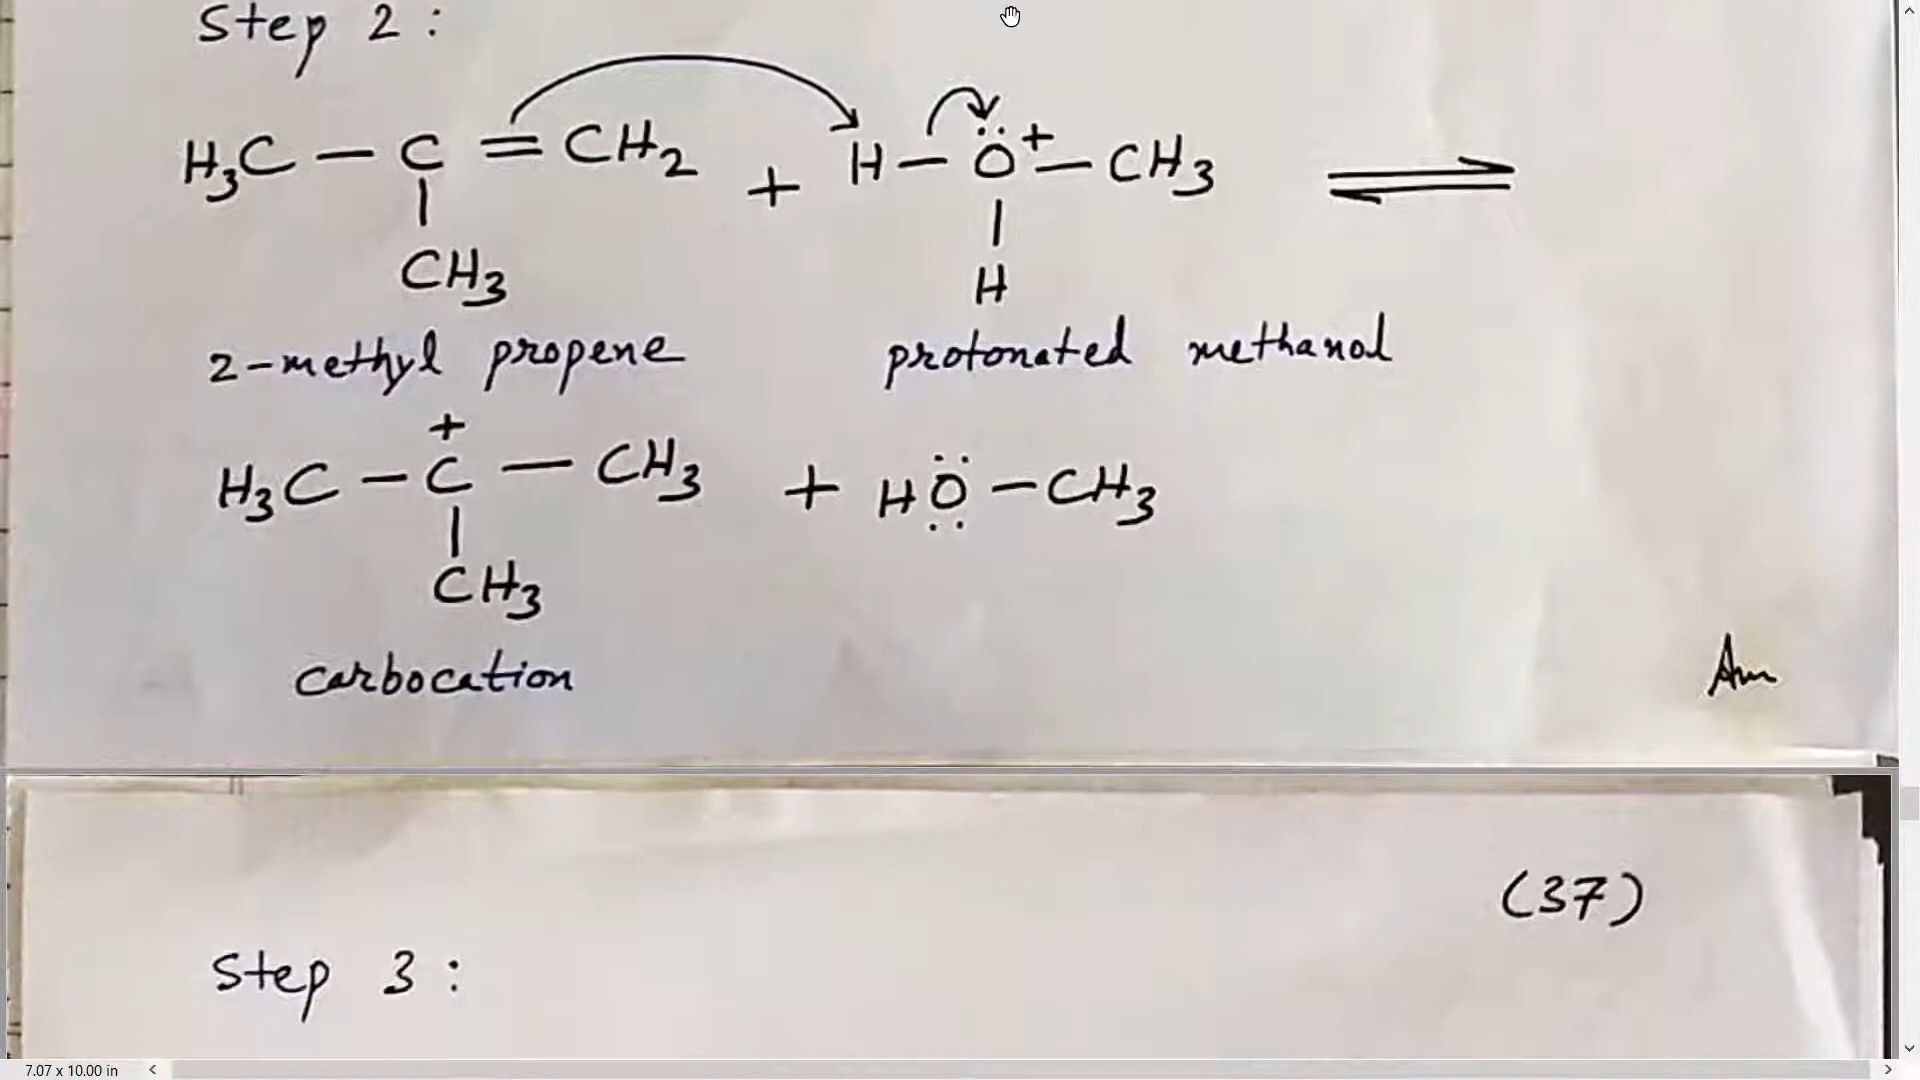 Step 2 :
H₃C — C = CH₂ + H — Ö⁺ — CH₃ ⇌
CH₃ H
2-methyl propene protonated methanol
+
H₃C — C — CH₃ + HÖ — CH₃
CH₃
carbocation
(37)
Step 3 :
7.07 x 10.00 in